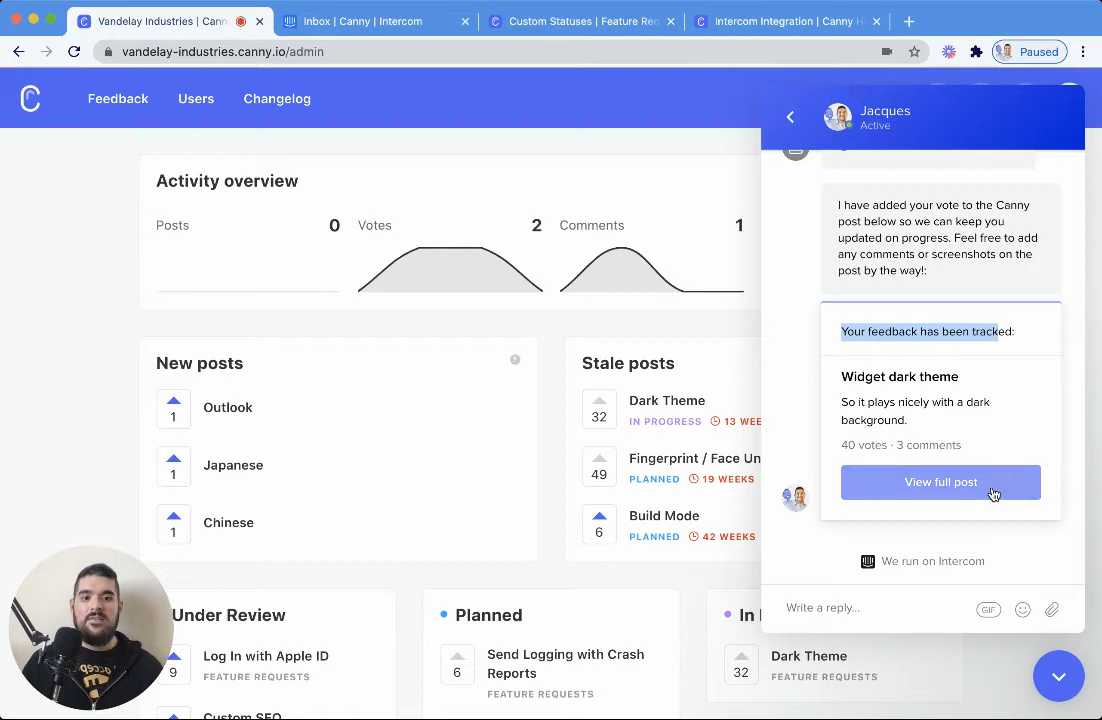 Vandelay Industries | Cann
Inbox | Canny | Intercom
Custom Statuses | Feature Req
Intercom Integration | Canny H
vandelay-industries.canny.io/admin
Paused
Feedback
Users
Changelog
Jacques
Active
Activity overview
Posts
0
Votes
2
Comments
1
I have added your vote to the Canny
post below so we can keep you
updated on progress. Feel free to add
any comments or screenshots on the
post by the way!:
Your feedback has been tracked:
Widget dark theme
So it plays nicely with a dark
background.
40 votes · 3 comments
View full post
We run on Intercom
Write a reply...
GIF
New posts
?
1
Outlook
1
Japanese
1
Chinese
Stale posts
32
Dark Theme
IN PROGRESS
13 WEE
49
Fingerprint / Face Un
PLANNED
19 WEEKS
6
Build Mode
PLANNED
42 WEEKS
Under Review
9
Log In with Apple ID
FEATURE REQUESTS
Custom SEO
Planned
6
Send Logging with Crash
Reports
FEATURE REQUESTS
In
32
Dark Theme
FEATURE REQUESTS